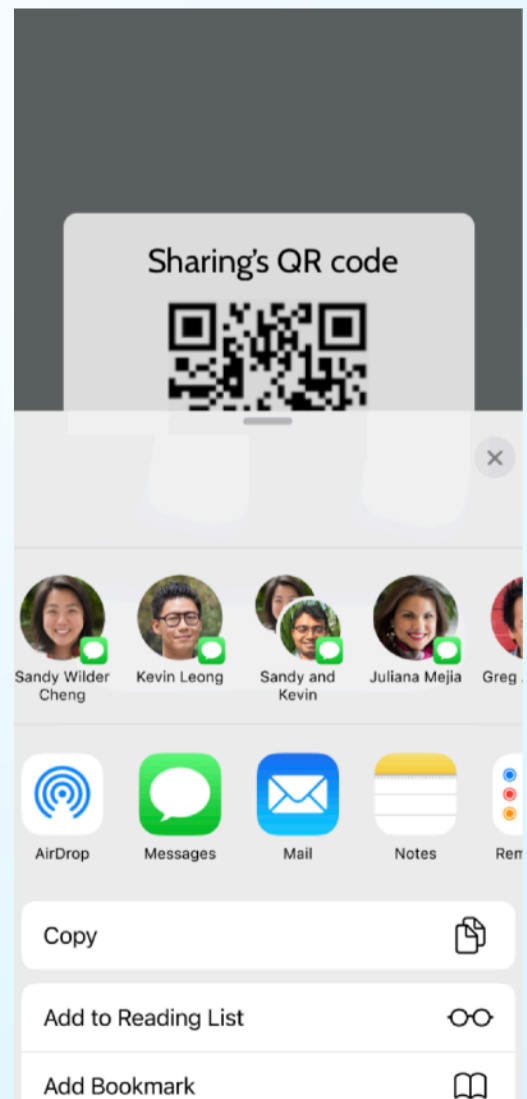 Sharing's QR code
Sandy Wilder
Cheng
Kevin Leong
Sandy and
Kevin
Juliana Mejia
Greg
AirDrop
Messages
Mail
Notes
Copy
Add to Reading List
Add Bookmark